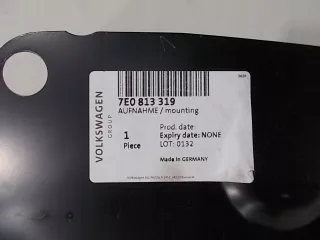 VOLKSWAGEN
GROUP
7E0 813 319
AUFNAHME / mounting
1
Piece
Prod. date
Expiry date: NONE
LOT: 0132
Made in GERMANY